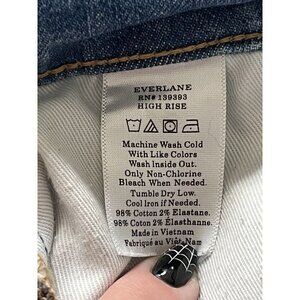 EVERLANE
RN# 139393
HIGH RISE
Machine Wash Cold
With Like Colors
Wash Inside Out.
Only Non-Chlorine
Bleach When Needed.
Tumble Dry Low.
Cool Iron if Needed.
98% Cotton 2% Elastane.
98% Coton 2% Élasthanne.
Made in Vietnam
Fabriqué au Việt Nam